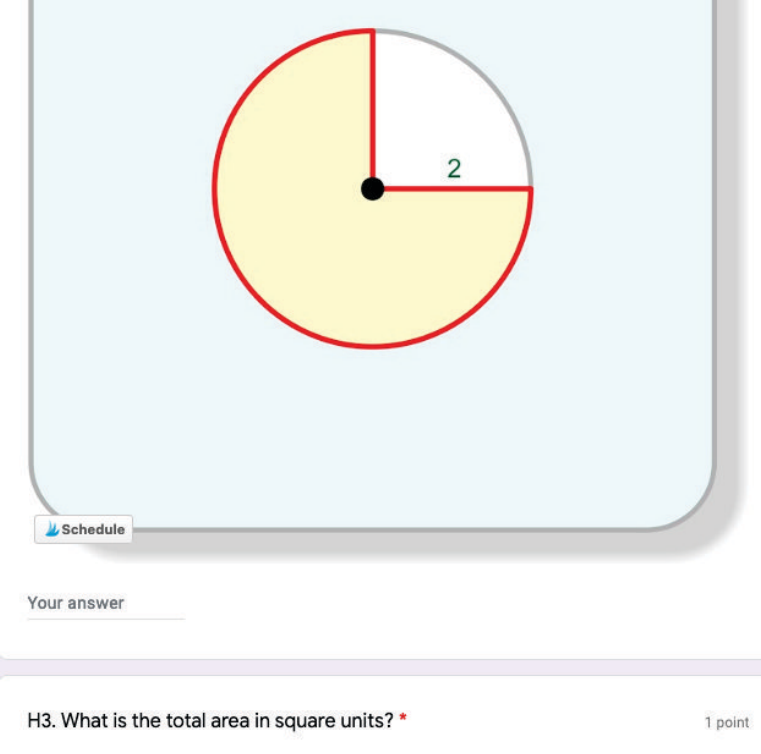 2
Schedule
Your answer
H3. What is the total area in square units? *
1 point